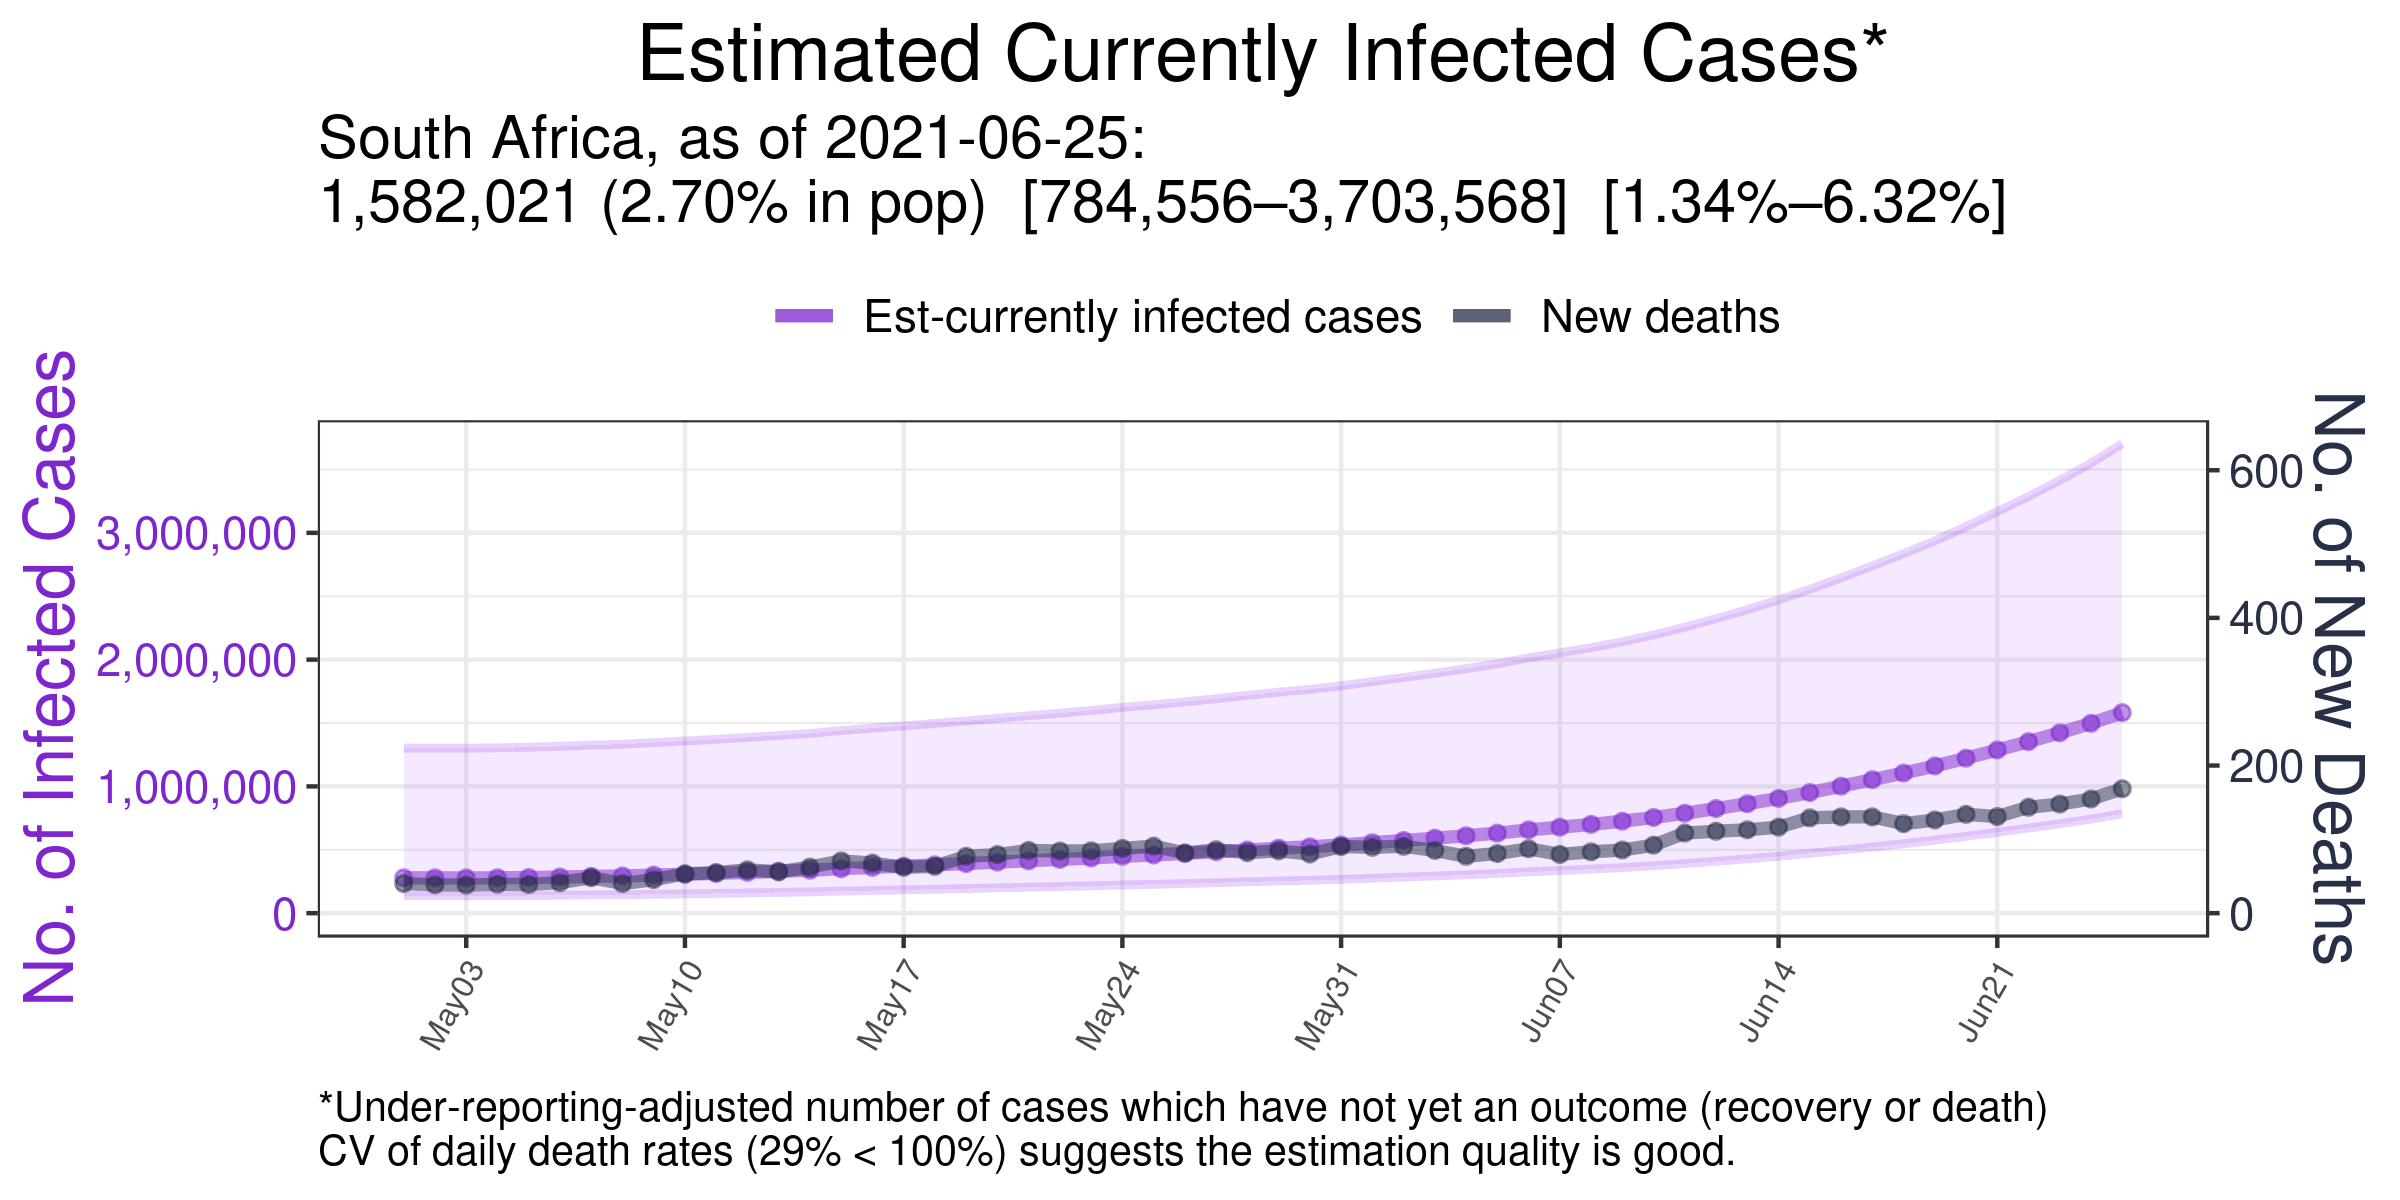 Estimated Currently Infected Cases*
South Africa, as of 2021-06-25:
1,582,021 (2.70% in pop)  [784,556–3,703,568]  [1.34%–6.32%]
Est-currently infected cases
New deaths
No. of Infected Cases
3,000,000
2,000,000
1,000,000
0
No. of New Deaths
600
400
200
0
May03
May10
May17
May24
May31
Jun07
Jun14
Jun21
*Under-reporting-adjusted number of cases which have not yet an outcome (recovery or death)
CV of daily death rates (29% < 100%) suggests the estimation quality is good.